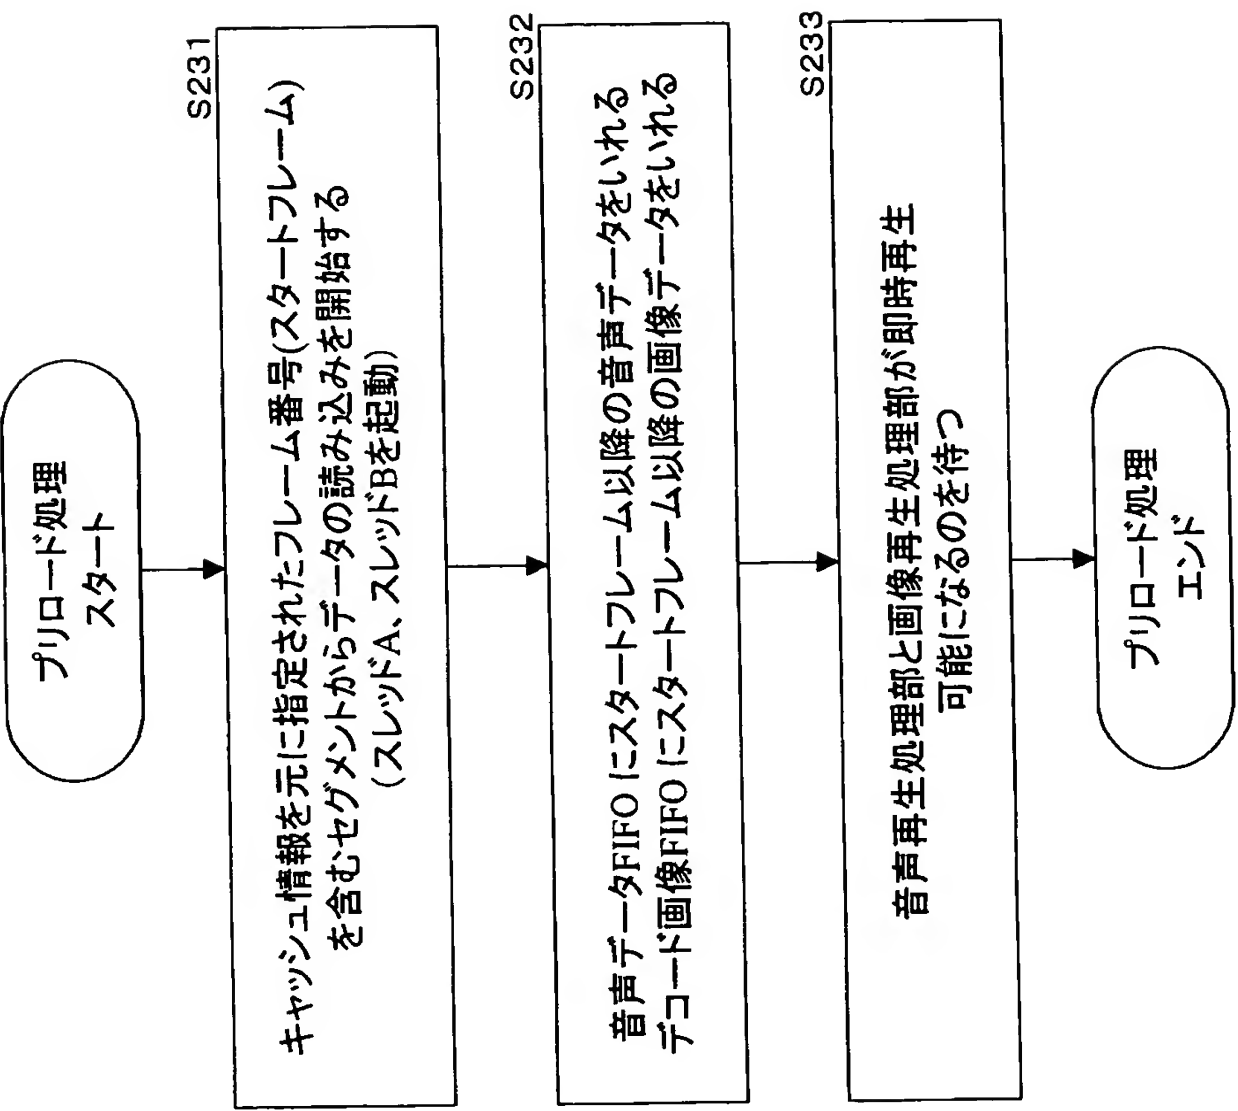 プリロード処理
スタート
S231
キャッシュ情報を元に指定されたフレーム番号(スタートフレーム)
を含むセグメントからデータの読み込みを開始する
(スレッドA、スレッドBを起動)
S232
音声データFIFO にスタートフレーム以降の音声データをいれる
デコード画像FIFO にスタートフレーム以降の画像データをいれる
S233
音声再生処理部と画像再生処理部が即時再生
可能になるのを待つ
プリロード処理
エンド